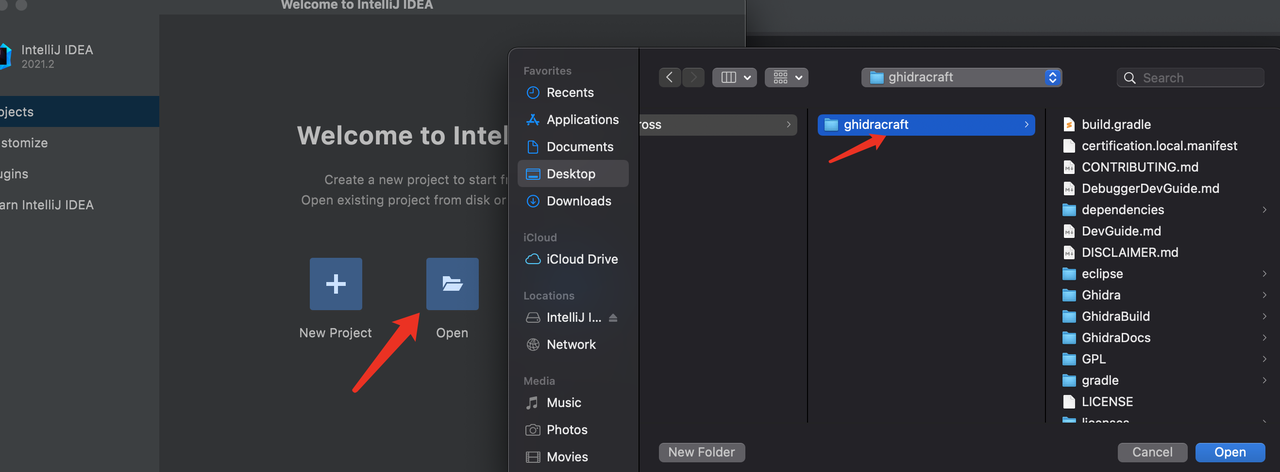 Welcome to IntelliJ IDEA
IntelliJ IDEA
2021.2
ojects
stomize
ugins
arn IntelliJ IDEA
Welcome to Intel
Create a new project to start f
Open existing project from disk or
New Project
Open
Favorites
Recents
Applications
Documents
Desktop
Downloads
iCloud
iCloud Drive
Locations
IntelliJ I...
Network
Media
Music
Photos
Movies
ghidracraft
Search
ross
ghidracraft
build.gradle
certification.local.manifest
CONTRIBUTING.md
DebuggerDevGuide.md
dependencies
DevGuide.md
DISCLAIMER.md
eclipse
Ghidra
GhidraBuild
GhidraDocs
GPL
gradle
LICENSE
licenses
New Folder
Cancel
Open